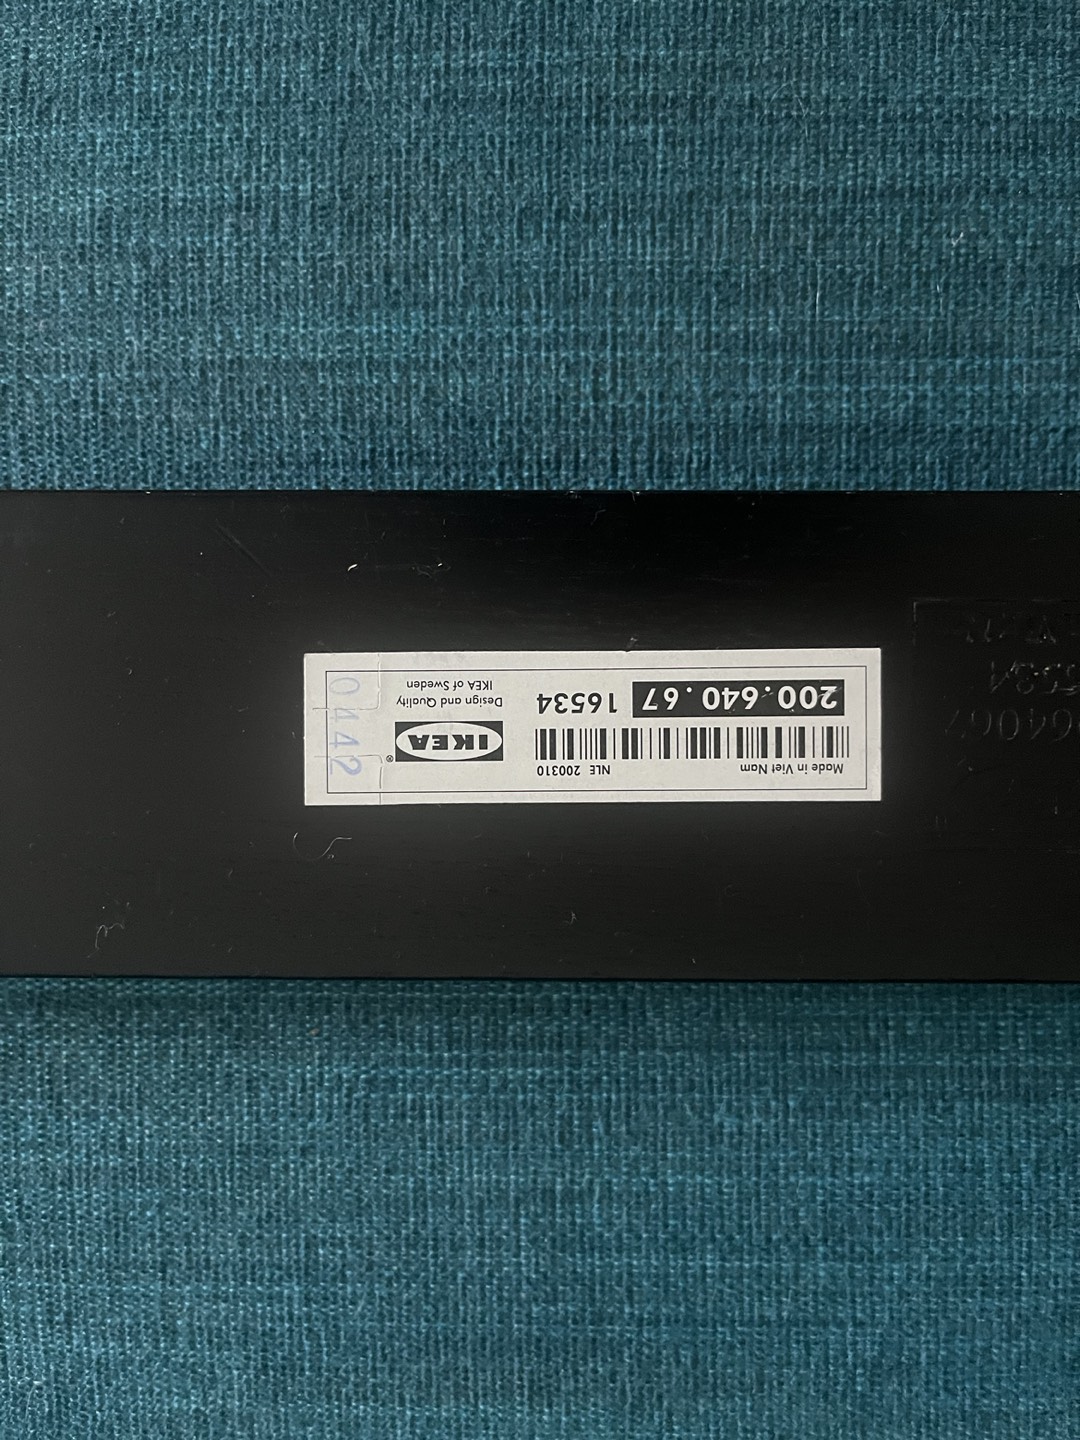 Made in Viet Nam NLE 200310
200.640.67 16534
IKEA®
Design and Quality
IKEA of Sweden
0442